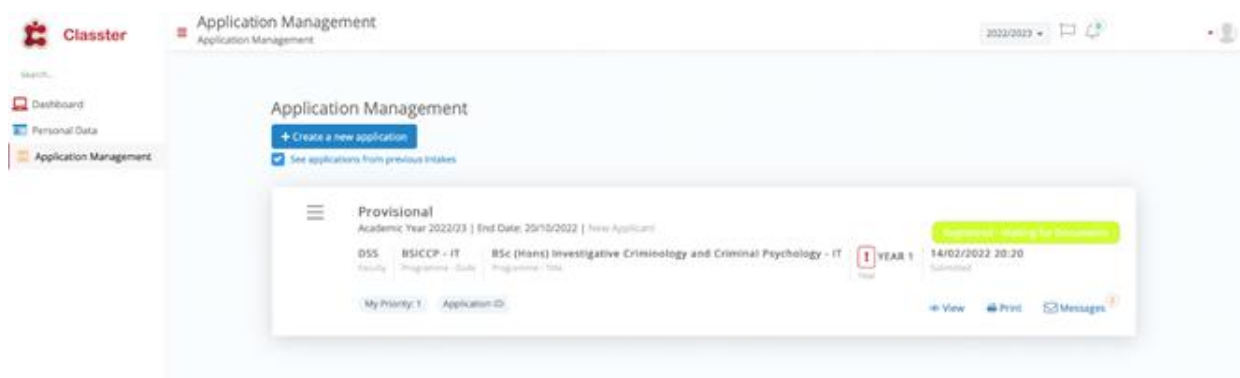 Classter
Application Management
Application Management
2022/2023
Search...
Dashboard
Personal Data
Application Management
Application Management
+ Create a new application
See applications from previous Intakes
Provisional
Academic Year 2022/23 | End Date: 20/10/2022 | New Applicant
Registered - Waiting for Documents
DSS BSICCP - IT BSc (Hons) Investigative Criminology and Criminal Psychology - IT ! YEAR 1 14/02/2022 20:20
Faculty Programme - Code Programme - Title Year Submitted
My Priority: 1 Application ID:
View Print Messages